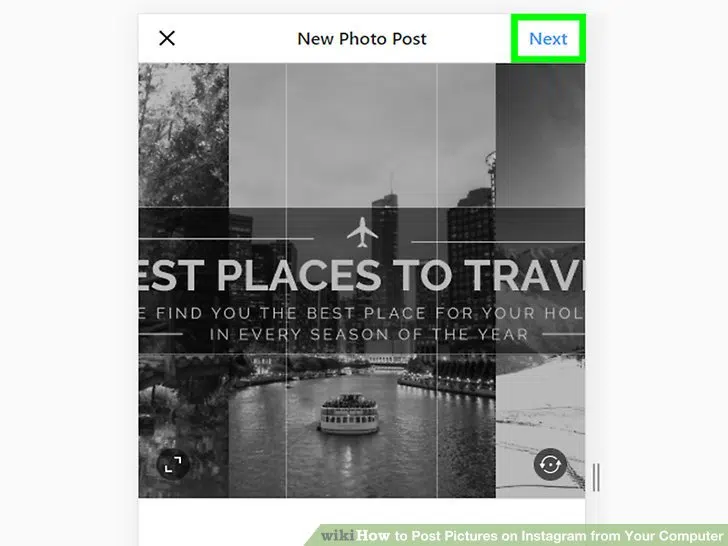 New Photo Post
Next
EST PLACES TO TRAV
E FIND YOU THE BEST PLACE FOR YOUR HOL
IN EVERY SEASON OF THE YEAR
wikiHow to Post Pictures on Instagram from Your Computer